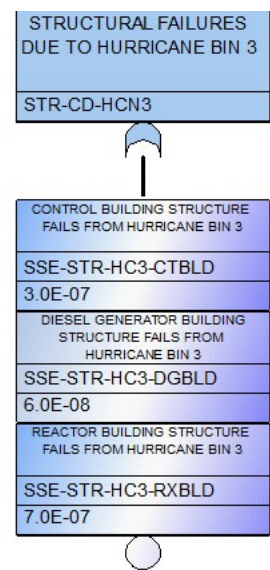 STRUCTURAL FAILURES
DUE TO HURRICANE BIN 3
STR-CD-HCN3
CONTROL BUILDING STRUCTURE
FAILS FROM HURRICANE BIN 3
SSE-STR-HC3-CTBLD
3.0E-07
DIESEL GENERATOR BUILDING
STRUCTURE FAILS FROM
HURRICANE BIN 3
SSE-STR-HC3-DGBLD
6.0E-08
REACTOR BUILDING STRUCTURE
FAILS FROM HURRICANE BIN 3
SSE-STR-HC3-RXBLD
7.0E-07